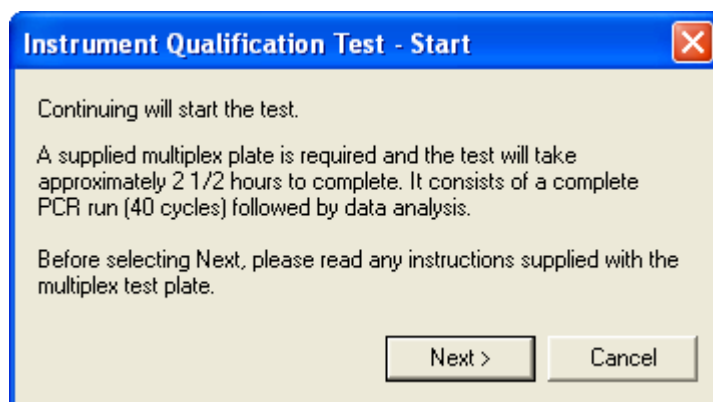 Instrument Qualification Test - Start
Continuing will start the test.
A supplied multiplex plate is required and the test will take
approximately 2 1/2 hours to complete. It consists of a complete
PCR run (40 cycles) followed by data analysis.
Before selecting Next, please read any instructions supplied with the
multiplex test plate.
Next >
Cancel